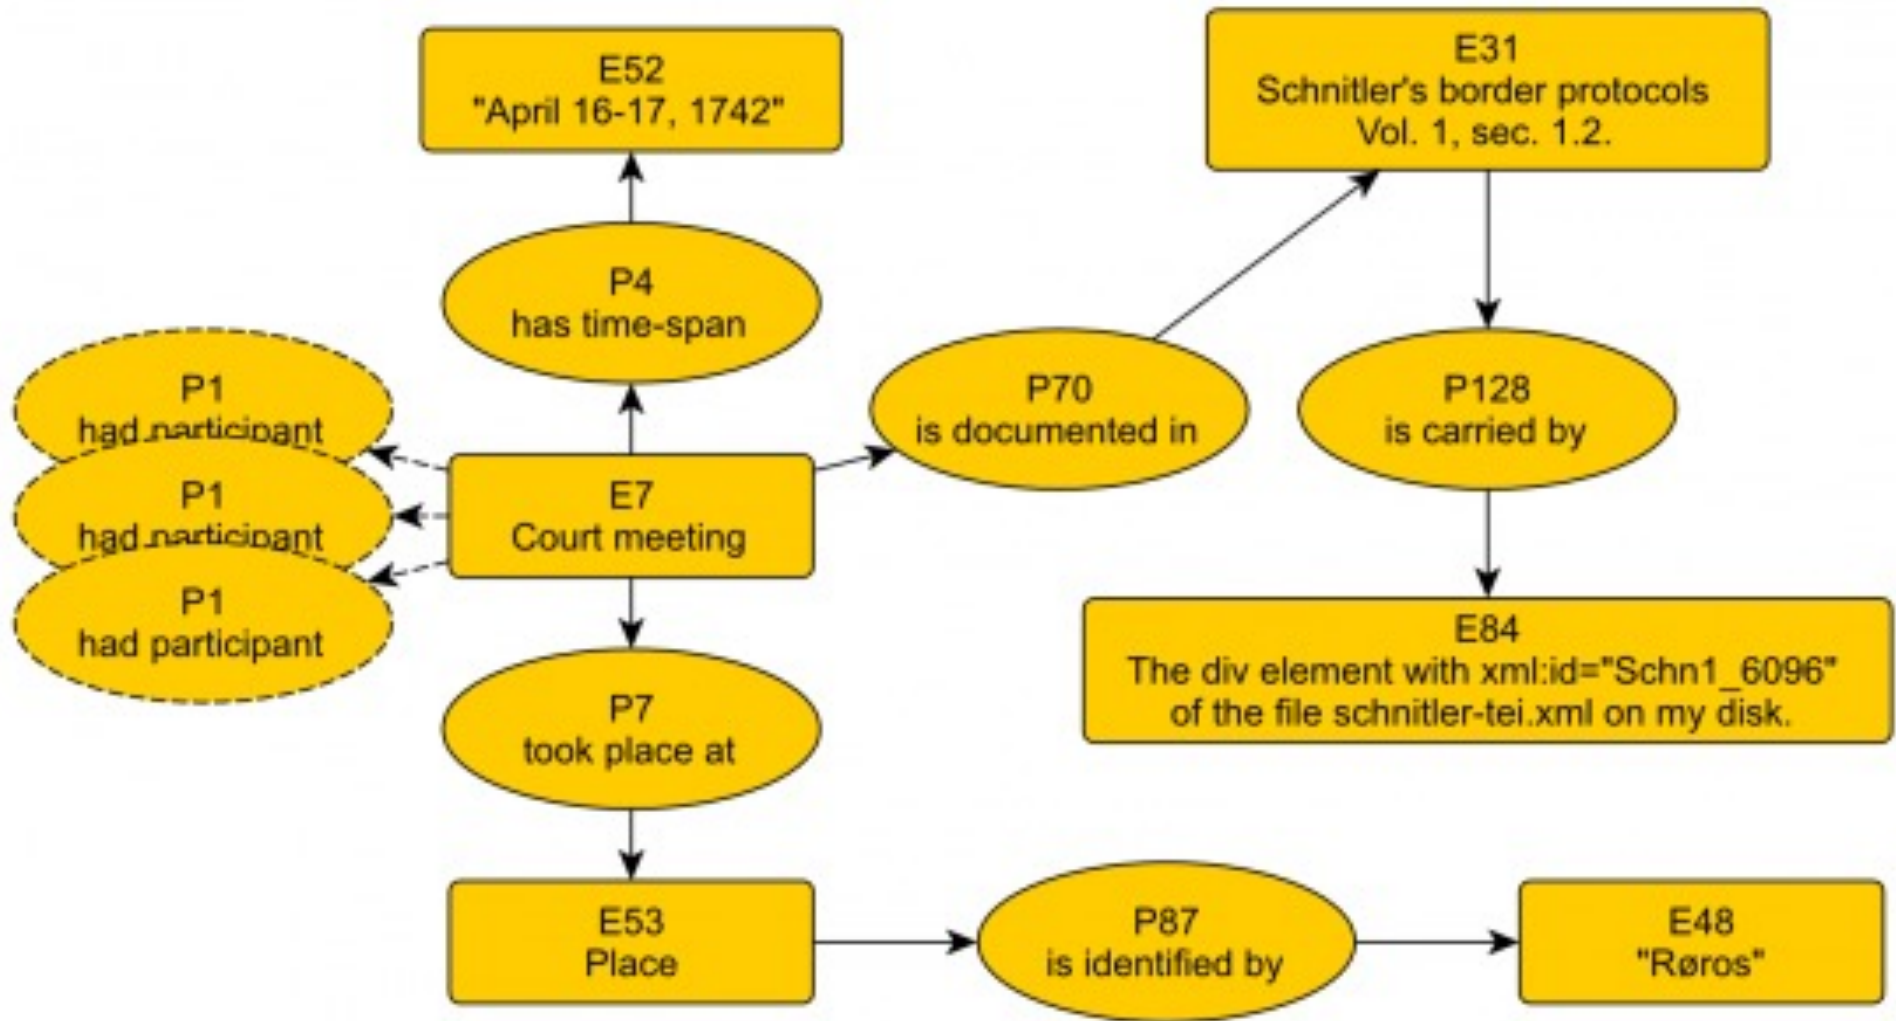 E52
"April 16-17, 1742"
E31
Schnitler's border protocols
Vol. 1, sec. 1.2.
P4
has time-span
P1
had participant
P70
is documented in
P128
is carried by
P1
had participant
E7
Court meeting
P1
had participant
E84
The div element with xml:id="Schn1_6096"
of the file schnitler-tei.xml on my disk.
P7
took place at
E53
Place
P87
is identified by
E48
"Røros"